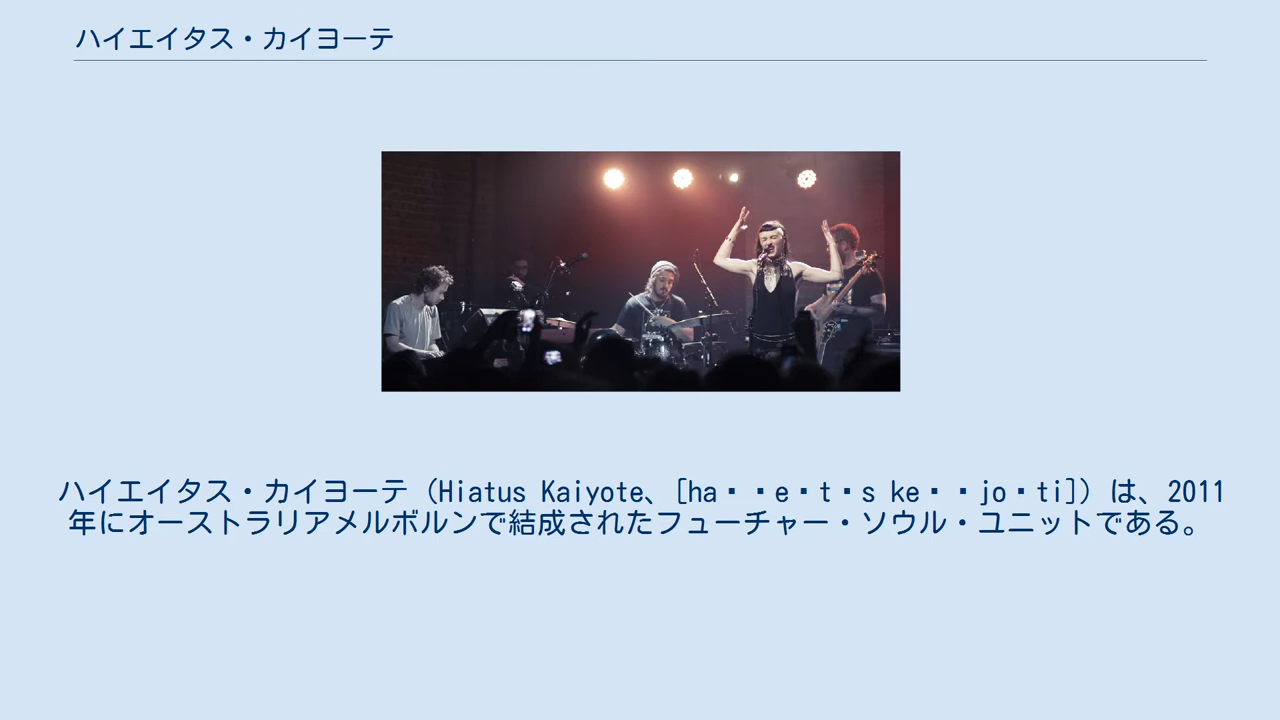 ハイエイタス・カイヨーテ
ハイエイタス・カイヨーテ（Hiatus Kaiyote、[ha・・e・t・s ke・・jo・ti]）は、2011
年にオーストラリアメルボルンで結成されたフューチャー・ソウル・ユニットである。